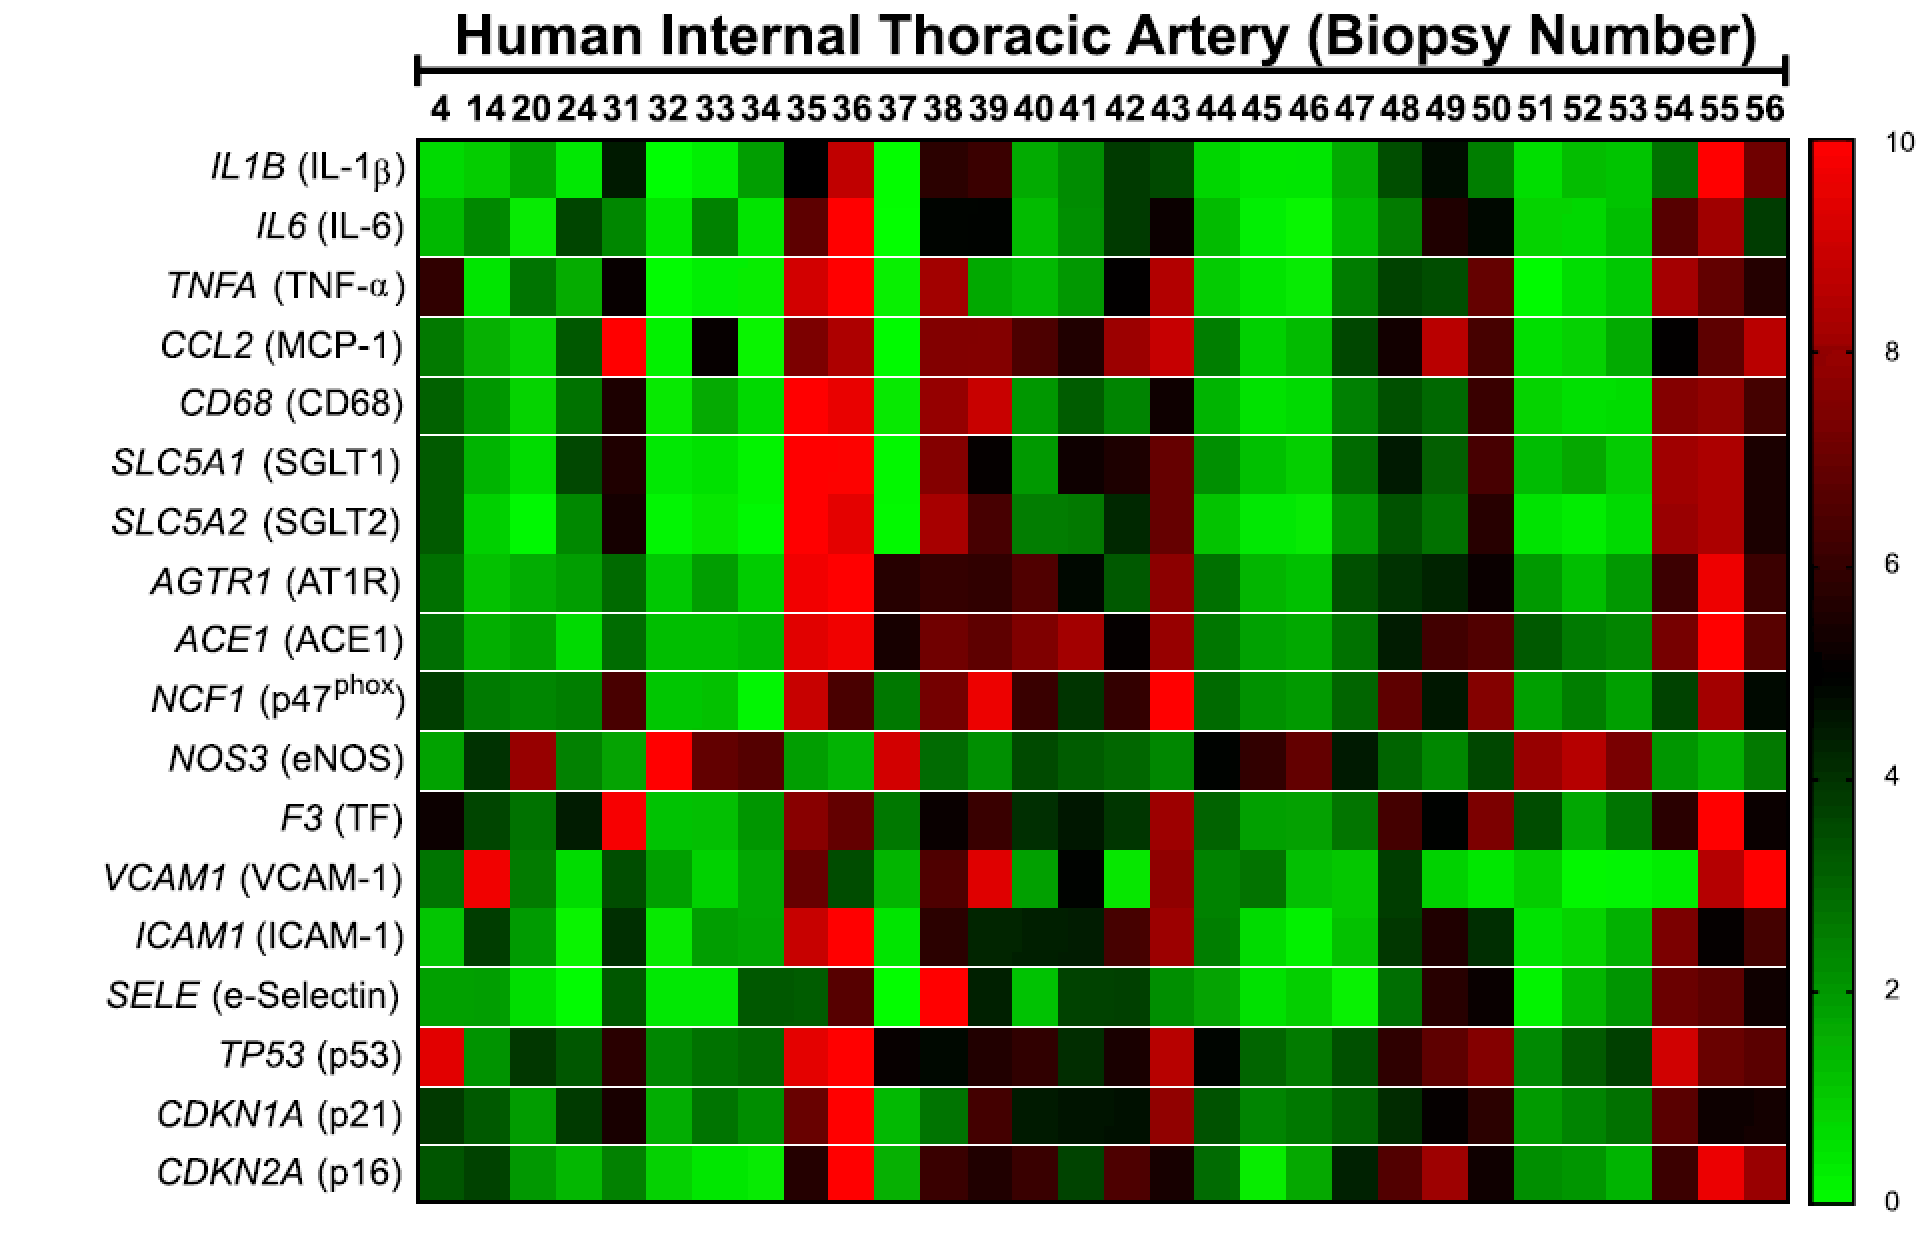 Human Internal Thoracic Artery (Biopsy Number)
4 14 20 24 31 32 33 34 35 36 37 38 39 40 41 42 43 44 45 46 47 48 49 50 51 52 53 54 55 56
IL1B (IL-1β)
IL6 (IL-6)
TNFA (TNF-α)
CCL2 (MCP-1)
CD68 (CD68)
SLC5A1 (SGLT1)
SLC5A2 (SGLT2)
AGTR1 (AT1R)
ACE1 (ACE1)
NCF1 (p47phox)
NOS3 (eNOS)
F3 (TF)
VCAM1 (VCAM-1)
ICAM1 (ICAM-1)
SELE (e-Selectin)
TP53 (p53)
CDKN1A (p21)
CDKN2A (p16)
10
8
6
4
2
0